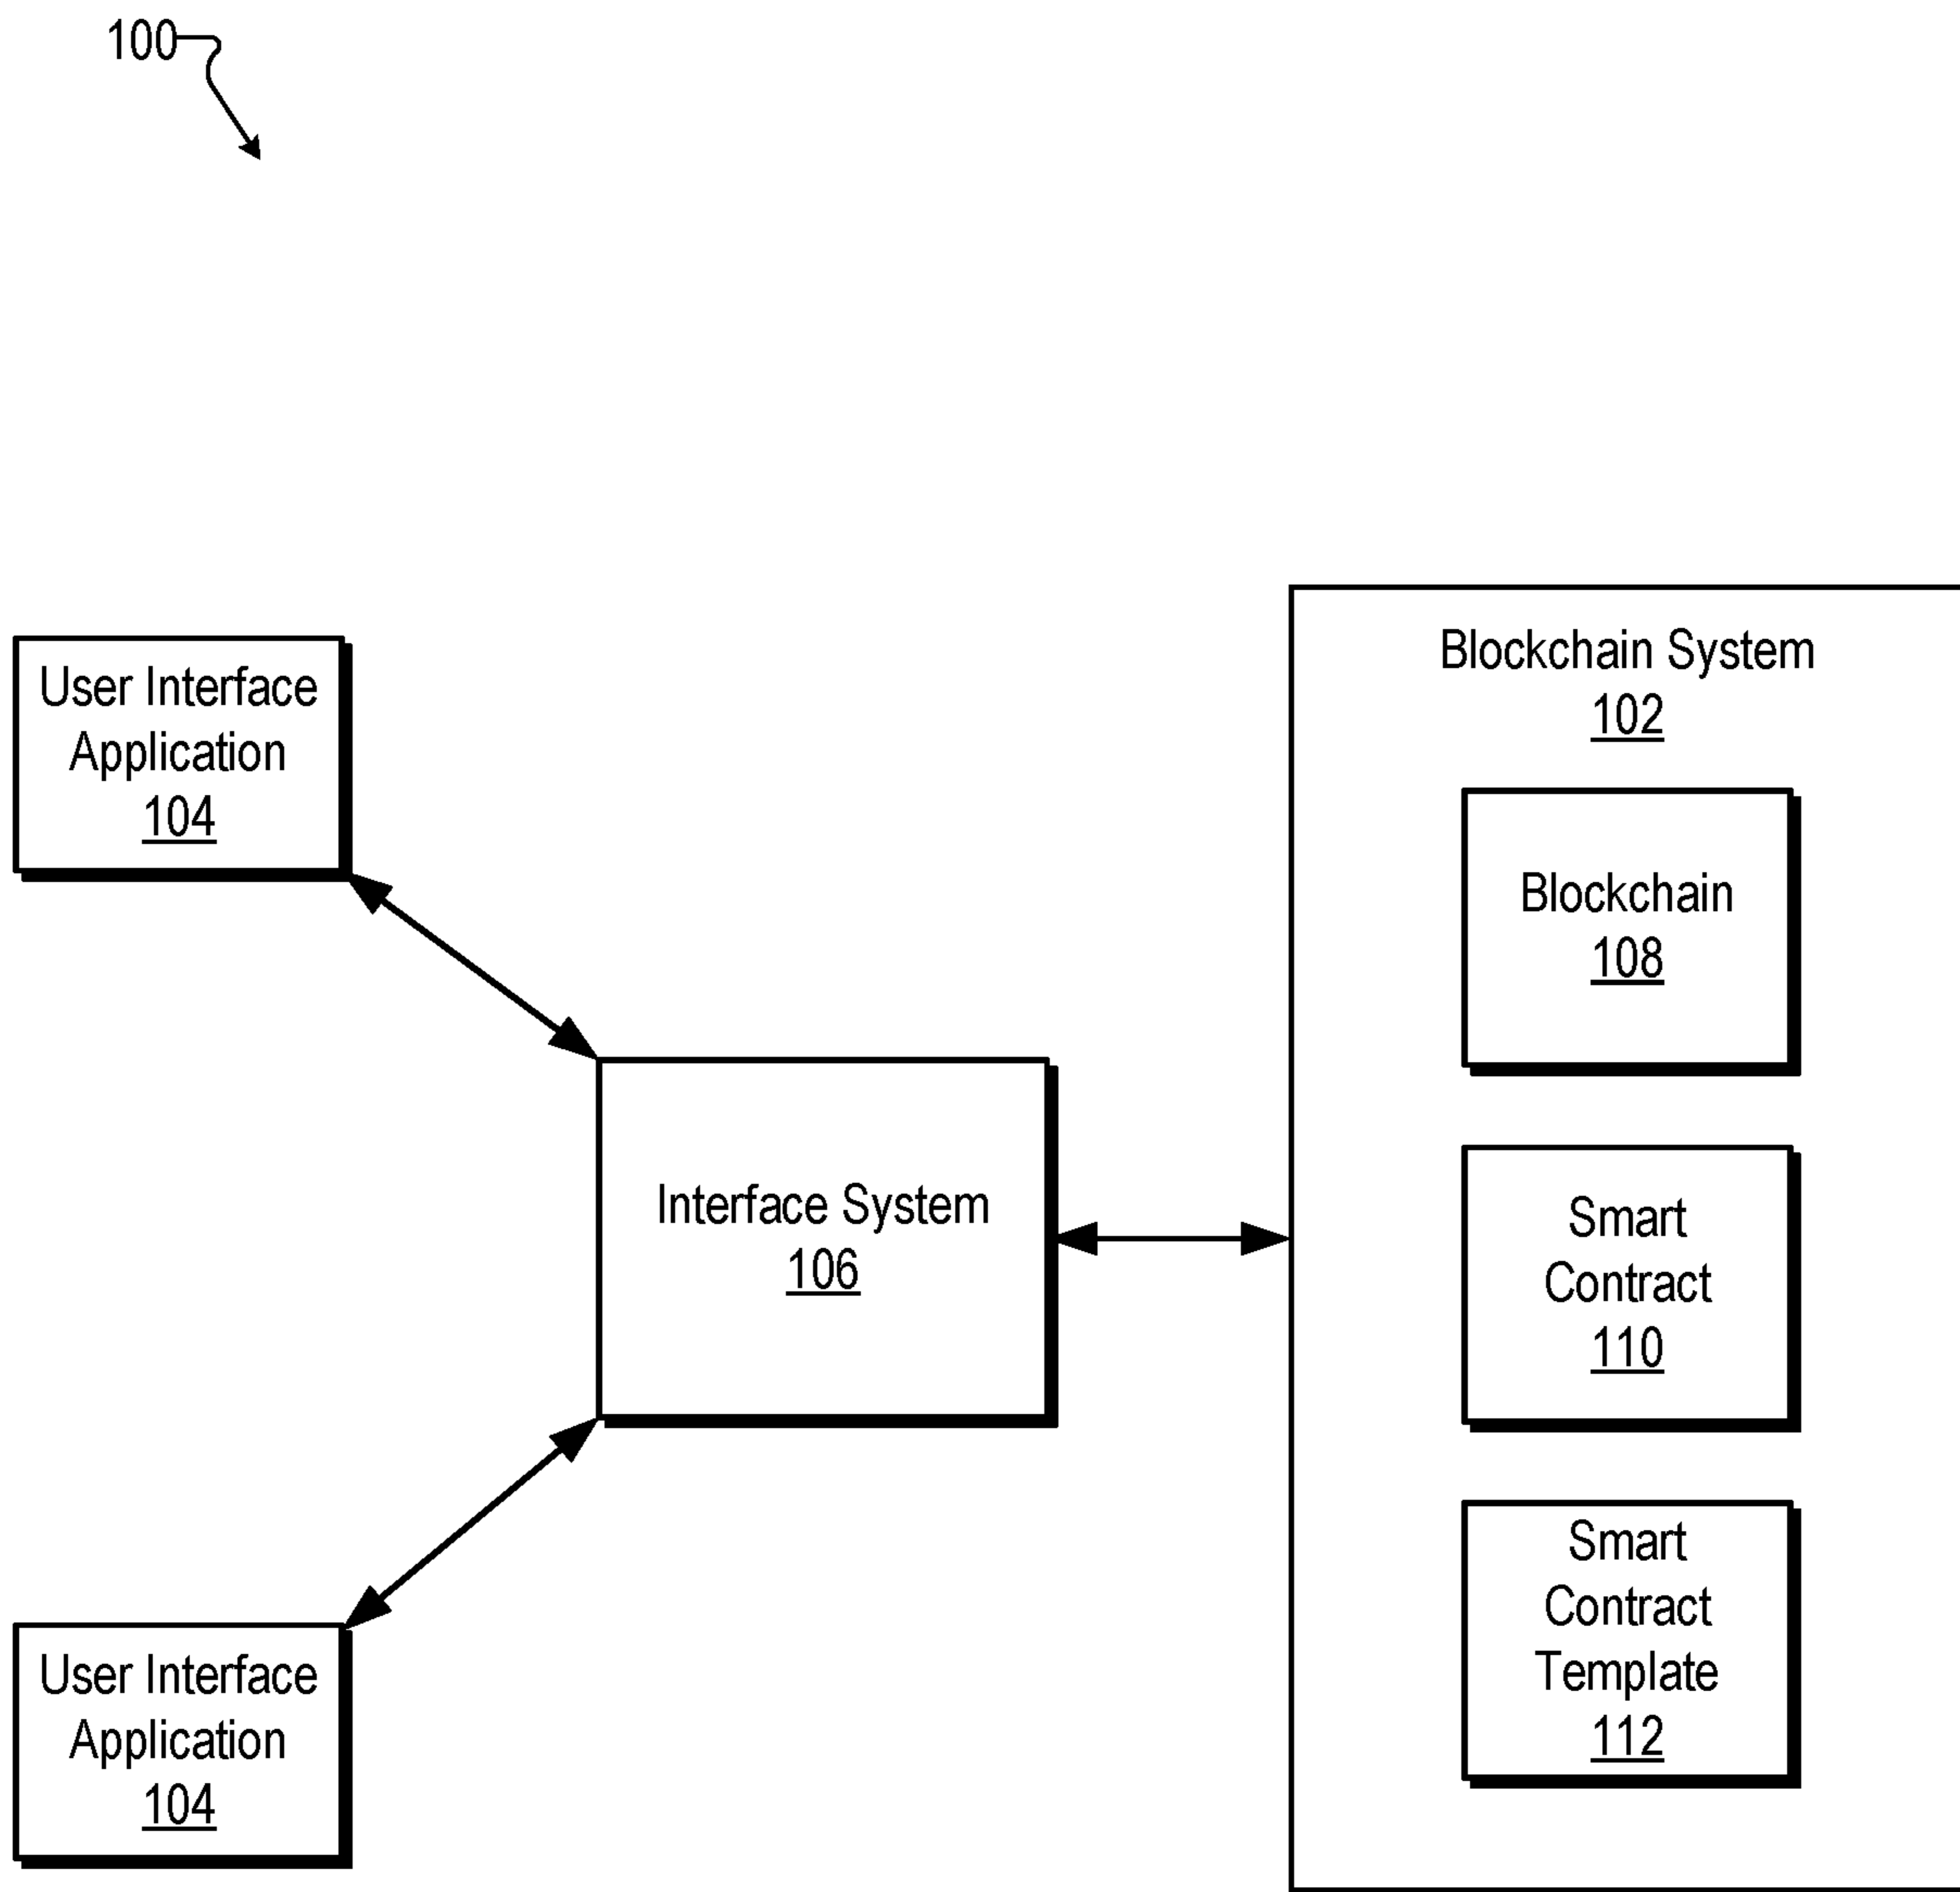 100
User Interface
Application
104
Interface System
106
User Interface
Application
104
Blockchain System
102
Blockchain
108
Smart
Contract
110
Smart
Contract
Template
112